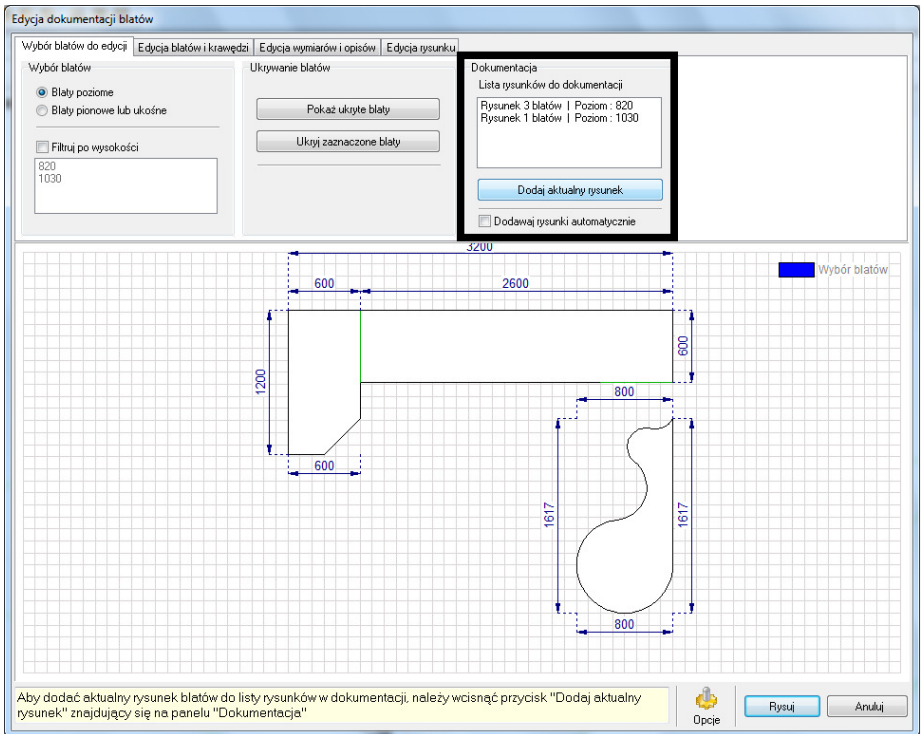 Edycja dokumentacji blatów
Wybór blatów do edycji
Edycja blatów i krawędzi
Edycja wymiarów i opisów
Edycja rysunku
Wybór blatów
Blaty poziome
Blaty pionowe lub ukośne
Filtruj po wysokości
820
1030
Ukrywanie blatów
Pokaż ukryte blaty
Ukryj zaznaczone blaty
Dokumentacja
Lista rysunków do dokumentacji
Rysunek 3 blatów | Poziom : 820
Rysunek 1 blatów | Poziom : 1030
Dodaj aktualny rysunek
Dodawaj rysunki automatycznie
3200
Wybór blatów
600
2600
600
1200
800
600
1617
1617
800
Aby dodać aktualny rysunek blatów do listy rysunków w dokumentacji, należy wcisnąć przycisk "Dodaj aktualny
rysunek" znajdujący się na panelu "Dokumentacja"
Opcje
Rysuj
Anuluj